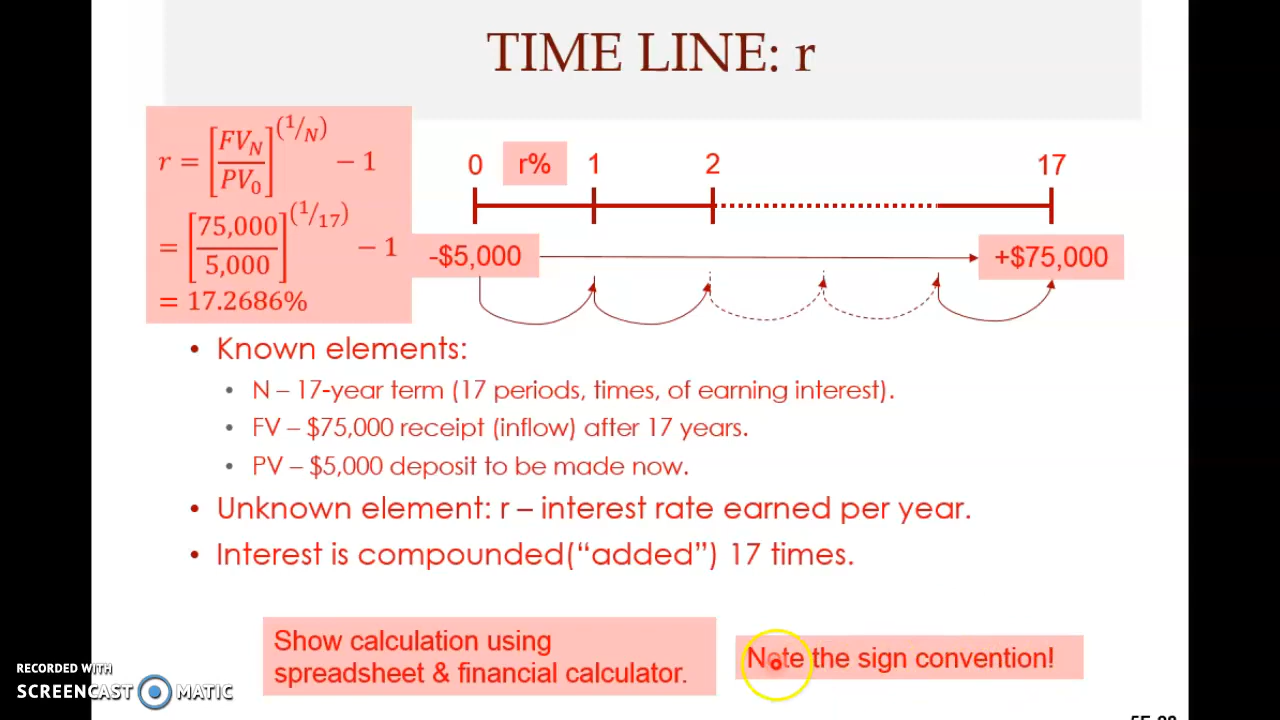 TIME LINE: r
r = [FV_N / PV_0]^(1/N) − 1
= [75,000 / 5,000]^(1/17) − 1
= 17.2686%
0 r% 1 2 17
-$5,000 +$75,000
• Known elements:
• N – 17-year term (17 periods, times, of earning interest).
• FV – $75,000 receipt (inflow) after 17 years.
• PV – $5,000 deposit to be made now.
• Unknown element: r – interest rate earned per year.
• Interest is compounded(“added”) 17 times.
Show calculation using
spreadsheet & financial calculator.
Note the sign convention!
RECORDED WITH
SCREENCAST MATIC